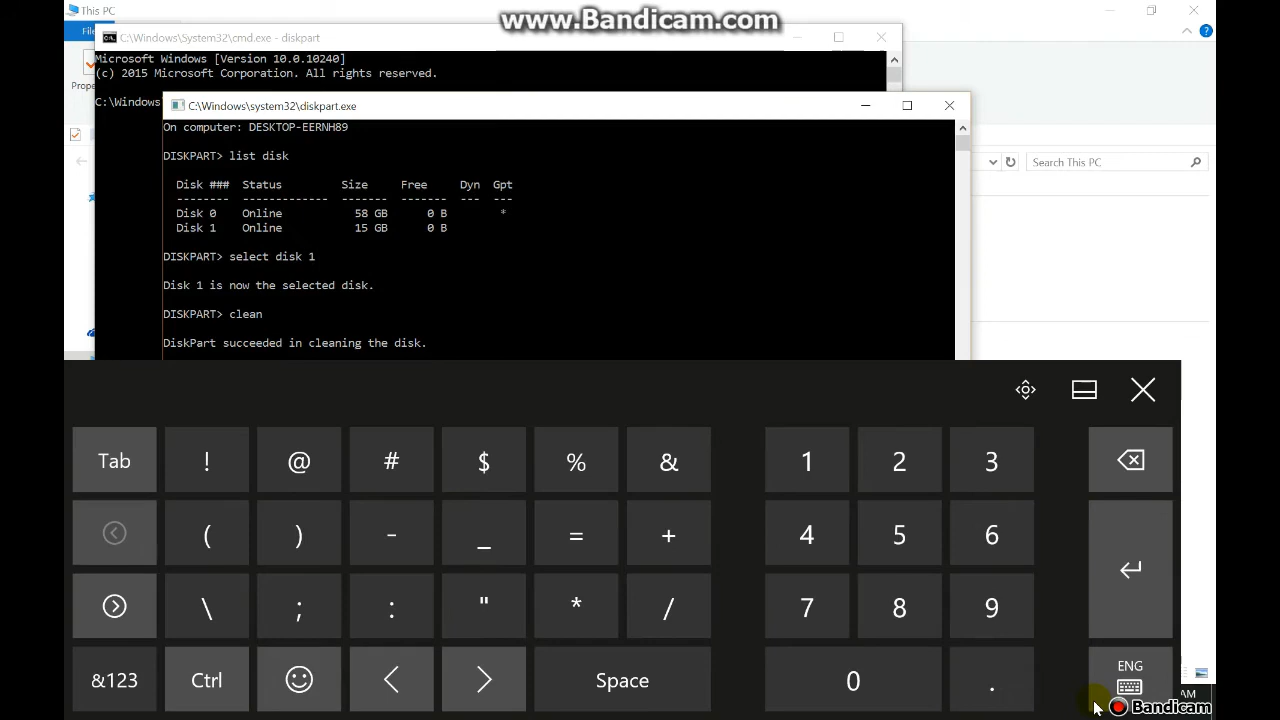 This PC
www.Bandicam.com
File
C:\Windows\System32\cmd.exe - diskpart
Microsoft Windows [Version 10.0.10240]
(c) 2015 Microsoft Corporation. All rights reserved.
Prope
C:\Windows
C:\Windows\system32\diskpart.exe
On computer: DESKTOP-EERNH89
DISKPART> list disk
Search This PC
Disk ### Status Size Free Dyn Gpt
-------- ------------- ------- ------- --- ---
Disk 0 Online 58 GB 0 B *
Disk 1 Online 15 GB 0 B
DISKPART> select disk 1
Disk 1 is now the selected disk.
DISKPART> clean
DiskPart succeeded in cleaning the disk.
Tab ! @ # $ % & 1 2 3
( ) - _ = + 4 5 6
\ ; : " * / 7 8 9
&123 Ctrl < > Space 0 . ENG
AM
Bandicam